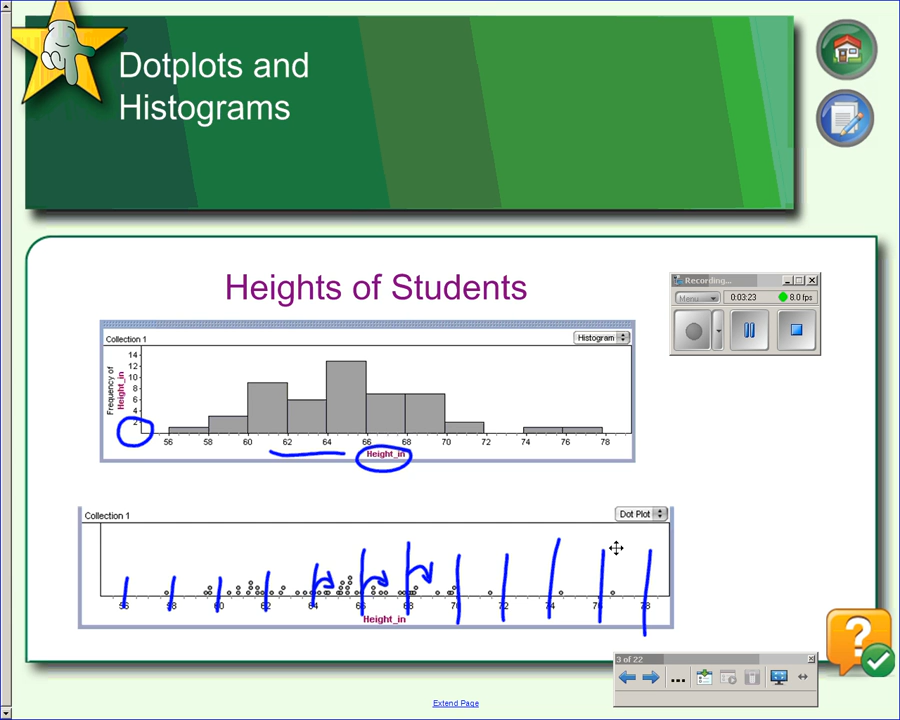 Dotplots and
Histograms
Heights of Students
Recording...
Menu
0:03:23
8.0 fps
Collection 1
Histogram
Frequency of
Height_in
14
12
10
8
6
4
2
56 58 60 62 64 66 68 70 72 74 76 78
Height_in
Collection 1
Dot Plot
56 58 60 62 64 66 68 70 72 74 76 78
Height_in
3 of 22
Extend Page